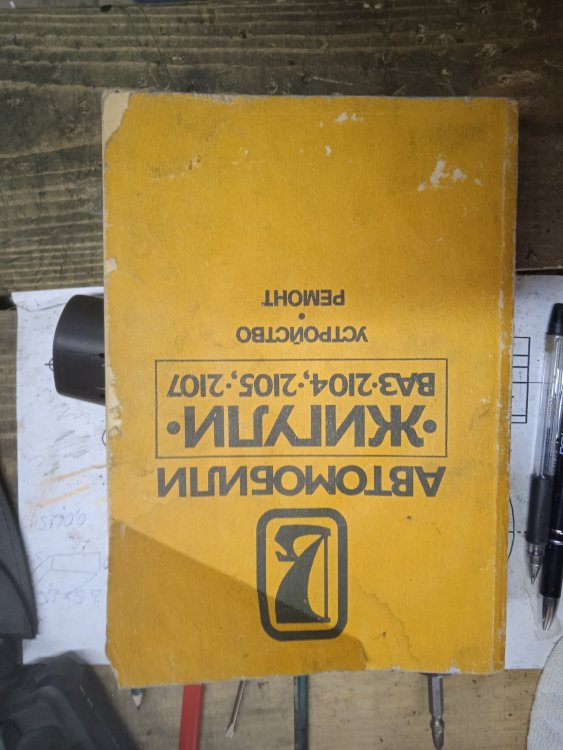 АВТОМОБИЛИ
·ЖИГУЛИ·
ВАЗ·2104·,2105·,2107
УСТРОЙСТВО
·
РЕМОНТ